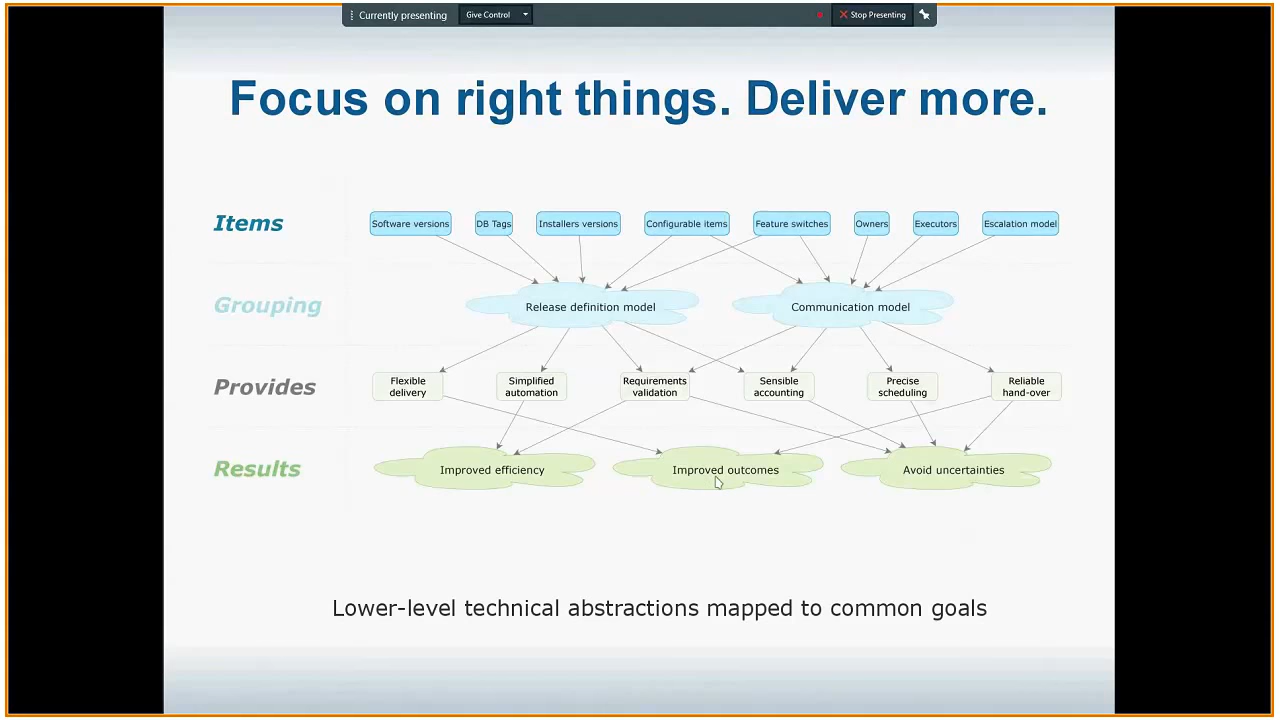 Currently presenting
Give Control
Stop Presenting
Focus on right things. Deliver more.
Items
Software versions
DB Tags
Installers versions
Configurable items
Feature switches
Owners
Executors
Escalation model
Grouping
Release definition model
Communication model
Provides
Flexible
delivery
Simplified
automation
Requirements
validation
Sensible
accounting
Precise
scheduling
Reliable
hand-over
Results
Improved efficiency
Improved outcomes
Avoid uncertainties
Lower-level technical abstractions mapped to common goals